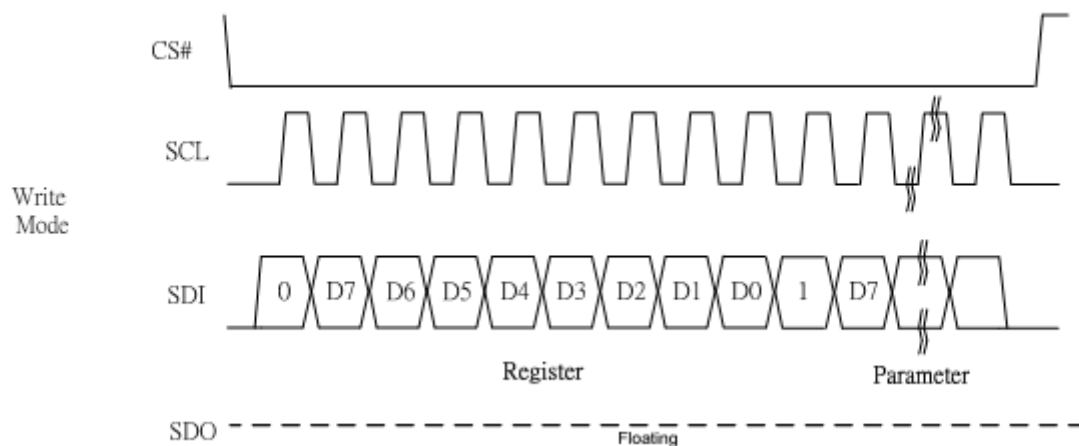 CS#
SCL
Write
Mode
SDI 0 D7 D6 D5 D4 D3 D2 D1 D0 1 D7
Register Parameter
SDO Floating